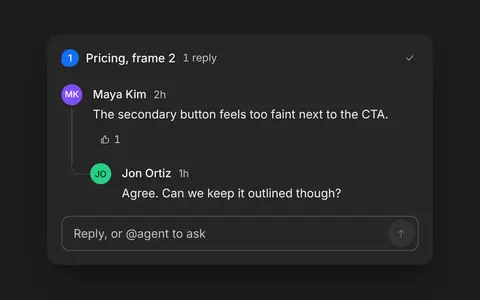 1 Pricing, frame 2 1 reply
MK Maya Kim 2h
The secondary button feels too faint next to the CTA.
1
JO Jon Ortiz 1h
Agree. Can we keep it outlined though?
Reply, or @agent to ask